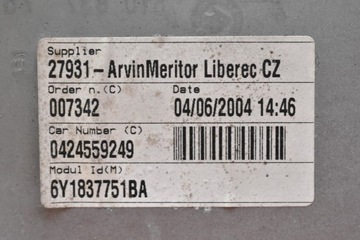 Supplier
27931 - ArvinMeritor Liberec CZ
Order n.(C) Date
007342 04/06/2004 14:46
Car Number (C)
0424559249
Modul Id(M)
6Y1837751BA